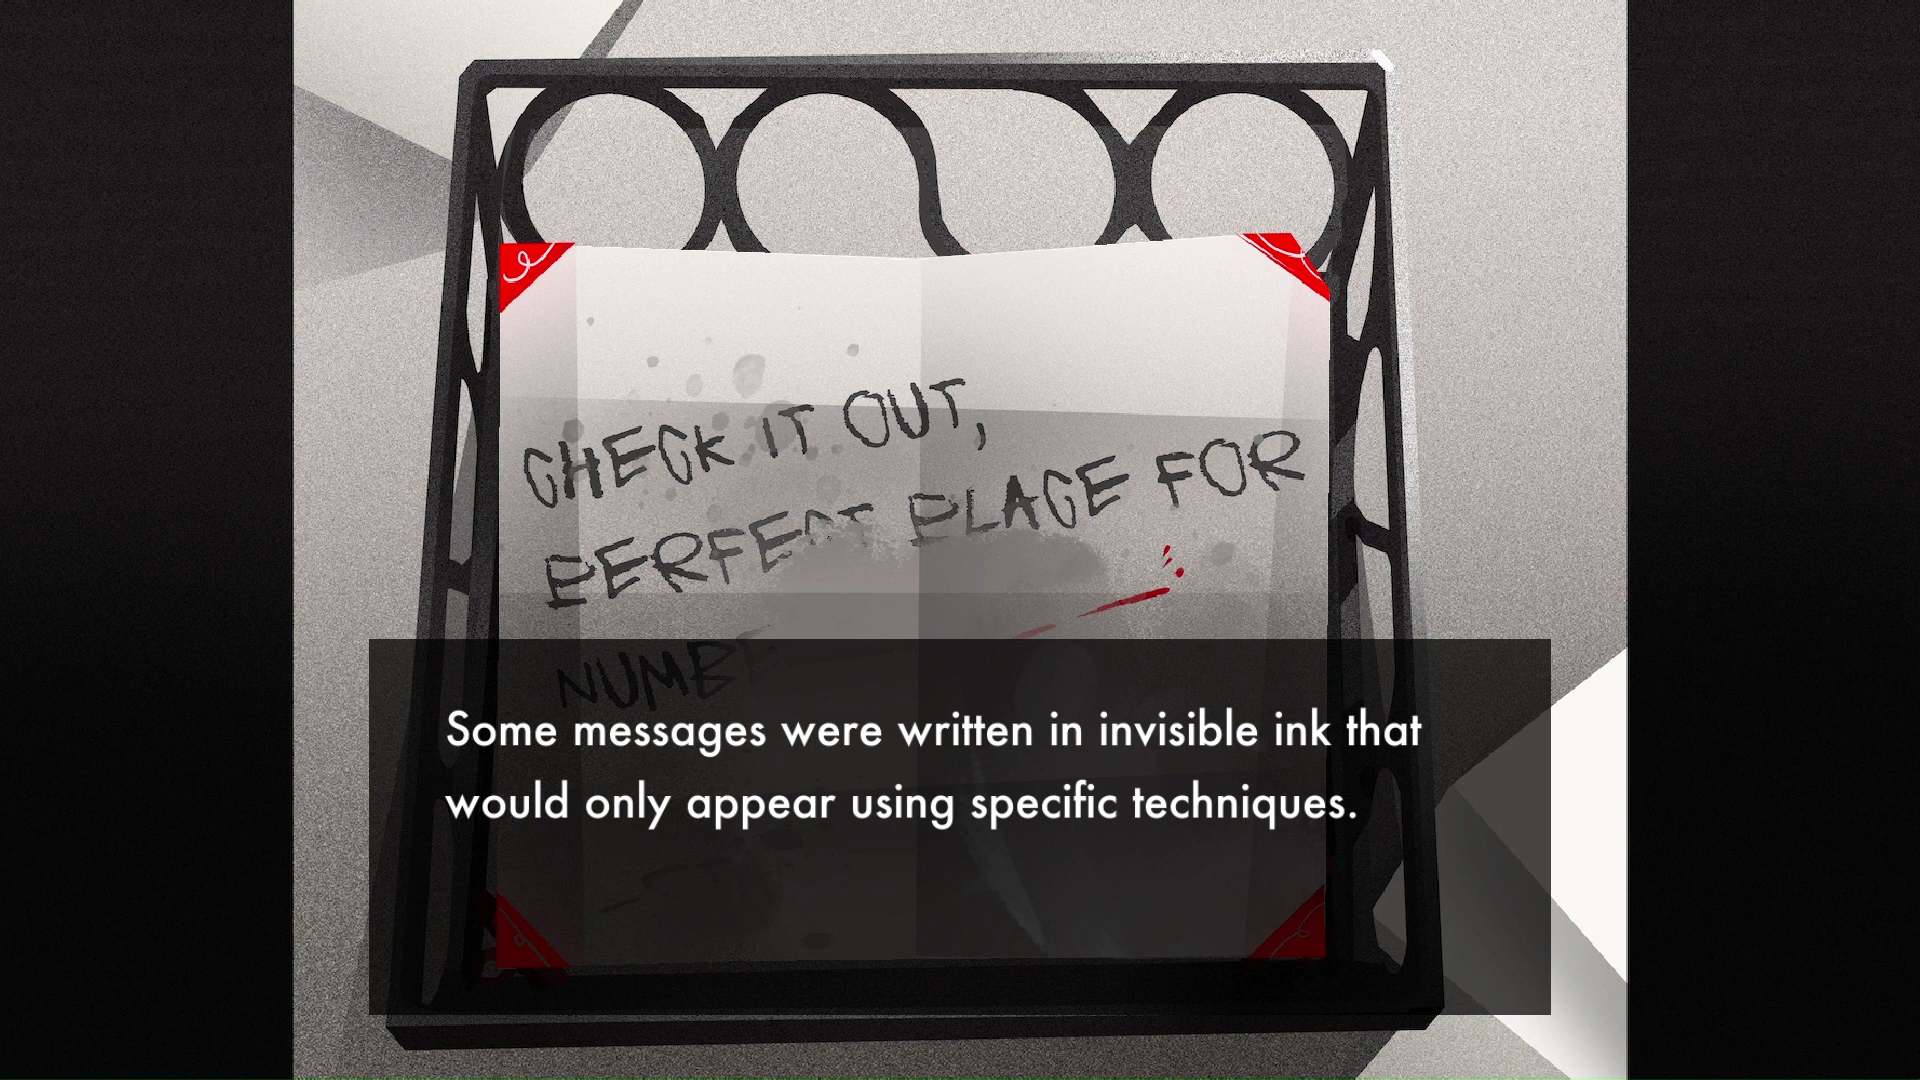 CHECK IT OUT,
PERFECT PLACE FOR
Some messages were written in invisible ink that
would only appear using specific techniques.